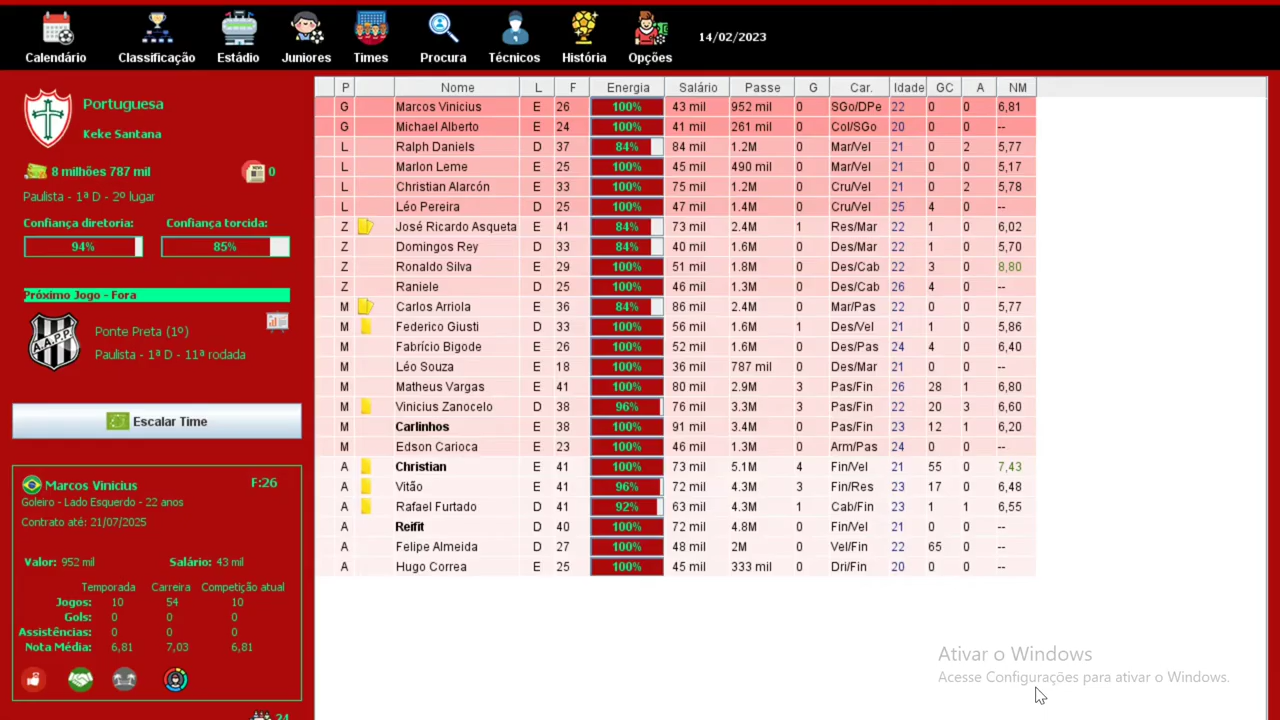 Calendário Classificação Estádio Juniores Times Procura Técnicos História Opções 14/02/2023
Portuguesa
Keke Santana
8 milhões 787 mil 0
Paulista - 1ª D - 2º lugar
Confiança diretoria: Confiança torcida:
94% 85%
Próximo Jogo - Fora
A.A.P.P
Ponte Preta (1º)
Paulista - 1ª D - 11ª rodada
Escalar Time
Marcos Vinicius F:26
Goleiro - Lado Esquerdo - 22 anos
Contrato até: 21/07/2025
Valor: 952 mil Salário: 43 mil
Temporada Carreira Competição atual
Jogos: 10 54 10
Gols: 0 0 0
Assistências: 0 0 0
Nota Média: 6,81 7,03 6,81
24
P Nome L F Energia Salário Passe G Car. Idade GC A NM
G Marcos Vinicius E 26 100% 43 mil 952 mil 0 SGo/DPe 22 0 0 6,81
G Michael Alberto E 24 100% 41 mil 261 mil 0 Col/SGo 20 0 0 --
L Ralph Daniels D 37 84% 84 mil 1.2M 0 Mar/Vel 21 0 2 5,77
L Marlon Leme E 25 100% 45 mil 490 mil 0 Mar/Vel 21 0 0 5,17
L Christian Alarcón E 33 100% 75 mil 1.2M 0 Cru/Vel 21 0 2 5,78
L Léo Pereira D 25 100% 47 mil 1.4M 0 Cru/Vel 25 4 0 --
Z José Ricardo Asqueta E 41 84% 73 mil 2.4M 1 Res/Mar 22 1 0 6,02
Z Domingos Rey D 33 84% 40 mil 1.6M 0 Des/Mar 22 1 0 5,70
Z Ronaldo Silva E 29 100% 51 mil 1.8M 0 Des/Cab 22 3 0 8,80
Z Raniele D 25 100% 46 mil 1.3M 0 Des/Cab 26 4 0 --
M Carlos Arriola E 36 84% 86 mil 2.4M 0 Mar/Pas 22 0 0 5,77
M Federico Giusti D 33 100% 56 mil 1.6M 1 Des/Vel 21 1 0 5,86
M Fabrício Bigode E 26 100% 52 mil 1.6M 0 Des/Pas 24 4 0 6,40
M Léo Souza E 18 100% 36 mil 787 mil 0 Des/Mar 21 0 0 --
M Matheus Vargas E 41 100% 80 mil 2.9M 3 Pas/Fin 26 28 1 6,80
M Vinicius Zanocelo D 38 96% 76 mil 3.3M 3 Pas/Fin 22 20 3 6,60
M Carlinhos E 38 100% 91 mil 3.4M 0 Pas/Fin 23 12 1 6,20
M Edson Carioca E 23 100% 46 mil 1.3M 0 Arm/Pas 24 0 0 --
A Christian E 41 100% 73 mil 5.1M 4 Fin/Vel 21 55 0 7,43
A Vitão E 41 96% 72 mil 4.3M 3 Fin/Res 23 17 0 6,48
A Rafael Furtado D 41 92% 63 mil 4.3M 1 Cab/Fin 23 1 1 6,55
A Reifit D 40 100% 72 mil 4.8M 0 Fin/Vel 21 0 0 --
A Felipe Almeida D 27 100% 48 mil 2M 0 Vel/Fin 22 65 0 --
A Hugo Correa E 25 100% 45 mil 333 mil 0 Dri/Fin 20 0 0 --
Ativar o Windows
Acesse Configurações para ativar o Windows.